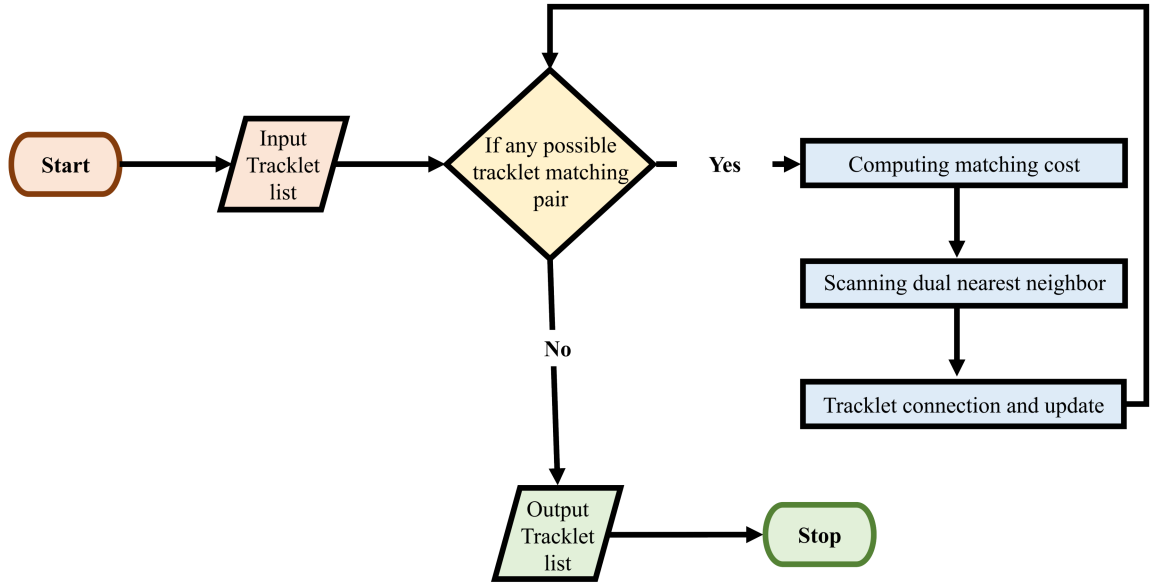 Start
Input
Tracklet
list
If any possible
tracklet matching
pair
Yes
Computing matching cost
Scanning dual nearest neighbor
Tracklet connection and update
No
Output
Tracklet
list
Stop